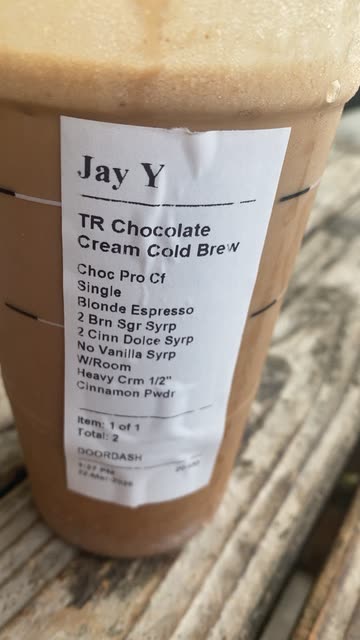 Jay Y
TR Chocolate
Cream Cold Brew
Choc Pro Cf
Single
Blonde Espresso
2 Brn Sgr Syrp
2 Cinn Dolce Syrp
No Vanilla Syrp
W/Room
Heavy Crm 1/2"
Cinnamon Pwdr
Item: 1 of 1
Total: 2
DOORDASH